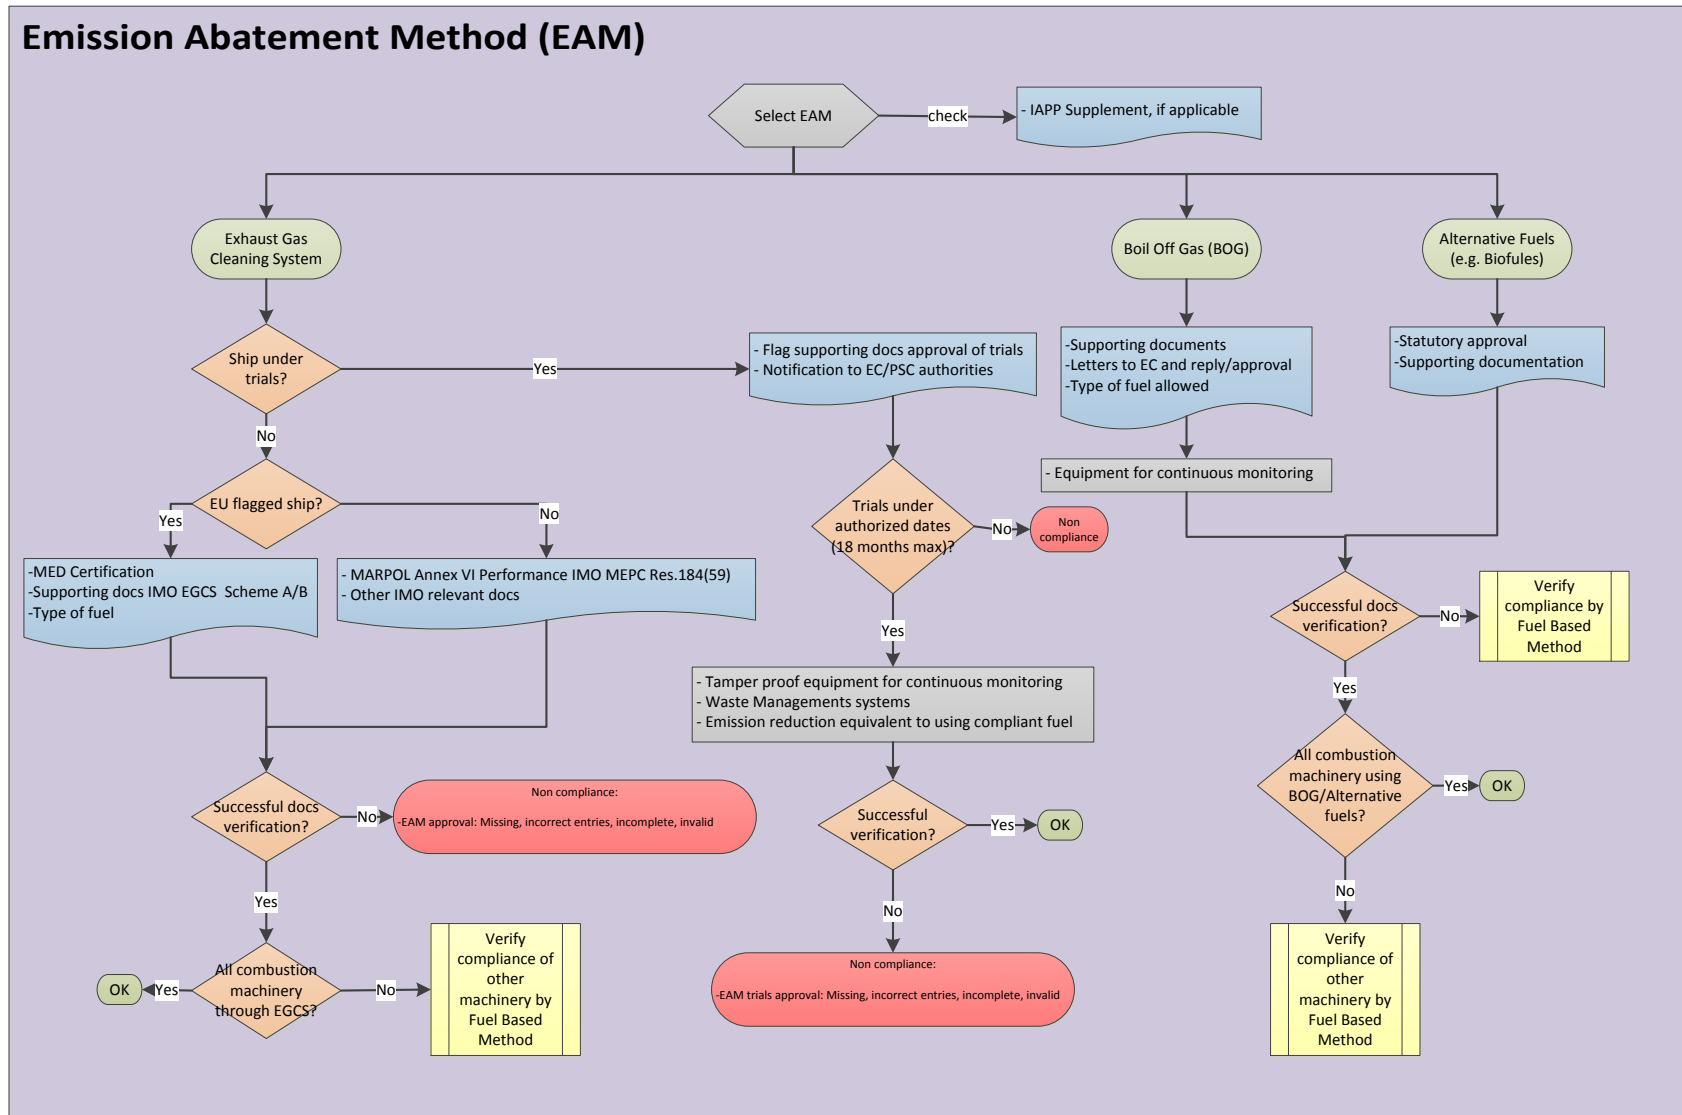 Emission Abatement Method (EAM)
Select EAM
check
- IAPP Supplement, if applicable
Exhaust Gas
Cleaning System
Boil Off Gas (BOG)
Alternative Fuels
(e.g. Biofules)
Ship under
trials?
Yes
- Flag supporting docs approval of trials
- Notification to EC/PSC authorities
-Supporting documents
-Letters to EC and reply/approval
-Type of fuel allowed
-Statutory approval
-Supporting documentation
No
- Equipment for continuous monitoring
EU flagged ship?
Yes
No
Trials under
authorized dates
(18 months max)?
No
Non
compliance
-MED Certification
-Supporting docs IMO EGCS  Scheme A/B
-Type of fuel
- MARPOL Annex VI Performance IMO MEPC Res.184(59)
- Other IMO relevant docs
Successful docs
verification?
No
Verify
compliance by
Fuel Based
Method
Yes
- Tamper proof equipment for continuous monitoring
- Waste Managements systems
- Emission reduction equivalent to using compliant fuel
Yes
All combustion
machinery using
BOG/Alternative
fuels?
Yes
OK
Successful docs
verification?
No
Non compliance:
-EAM approval: Missing, incorrect entries, incomplete, invalid
Successful
verification?
Yes
OK
Yes
No
No
All combustion
machinery
through EGCS?
Yes
OK
No
Verify
compliance of
other
machinery by
Fuel Based
Method
Non compliance:
-EAM trials approval: Missing, incorrect entries, incomplete, invalid
Verify
compliance of
other
machinery by
Fuel Based
Method